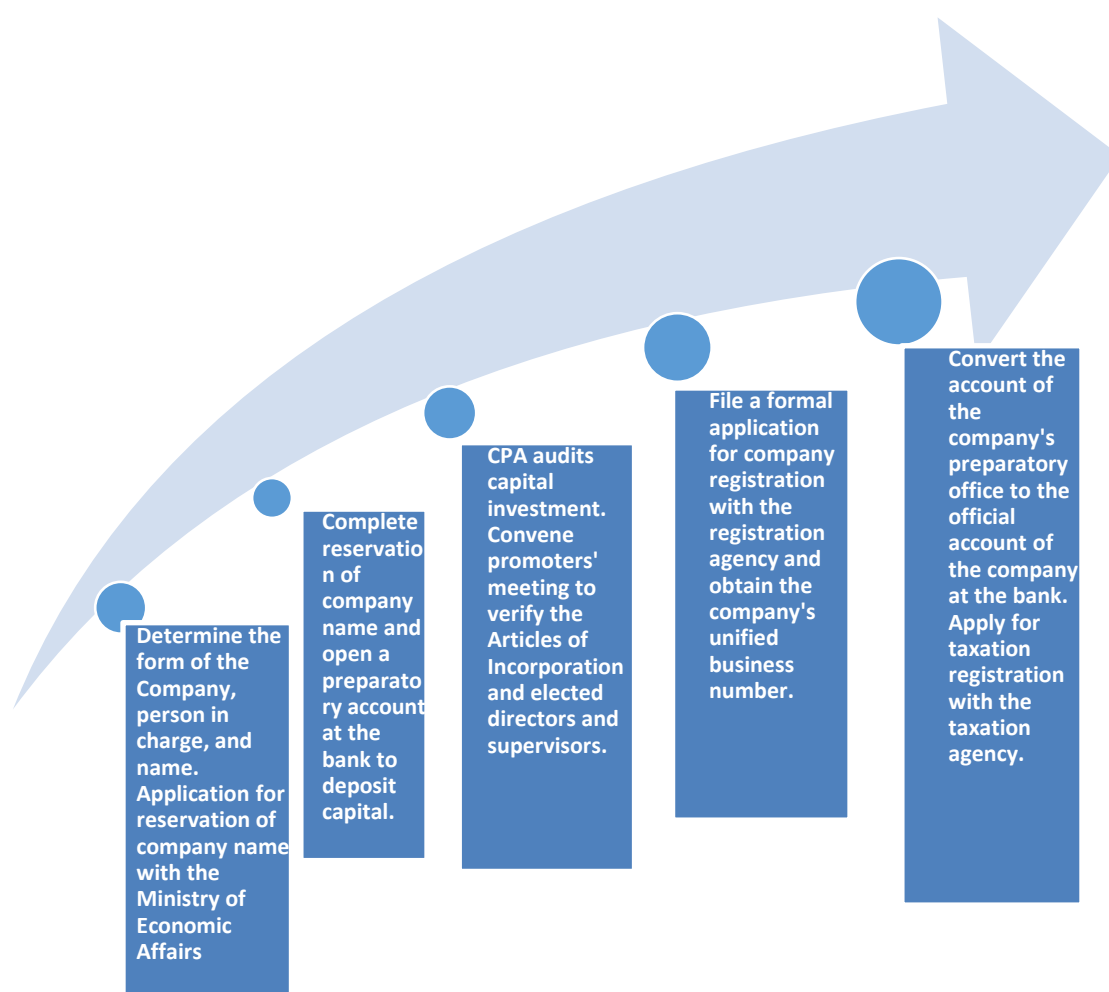 Determine the
form of the
Company,
person in
charge, and
name.
Application for
reservation of
company name
with the
Ministry of
Economic
Affairs
Complete
reservatio
n of
company
name and
open a
preparato
ry account
at the
bank to
deposit
capital.
CPA audits
capital
investment.
Convene
promoters'
meeting to
verify the
Articles of
Incorporation
and elected
directors and
supervisors.
File a formal
application
for company
registration
with the
registration
agency and
obtain the
company's
unified
business
number.
Convert the
account of
the
company's
preparatory
office to the
official
account of
the company
at the bank.
Apply for
taxation
registration
with the
taxation
agency.